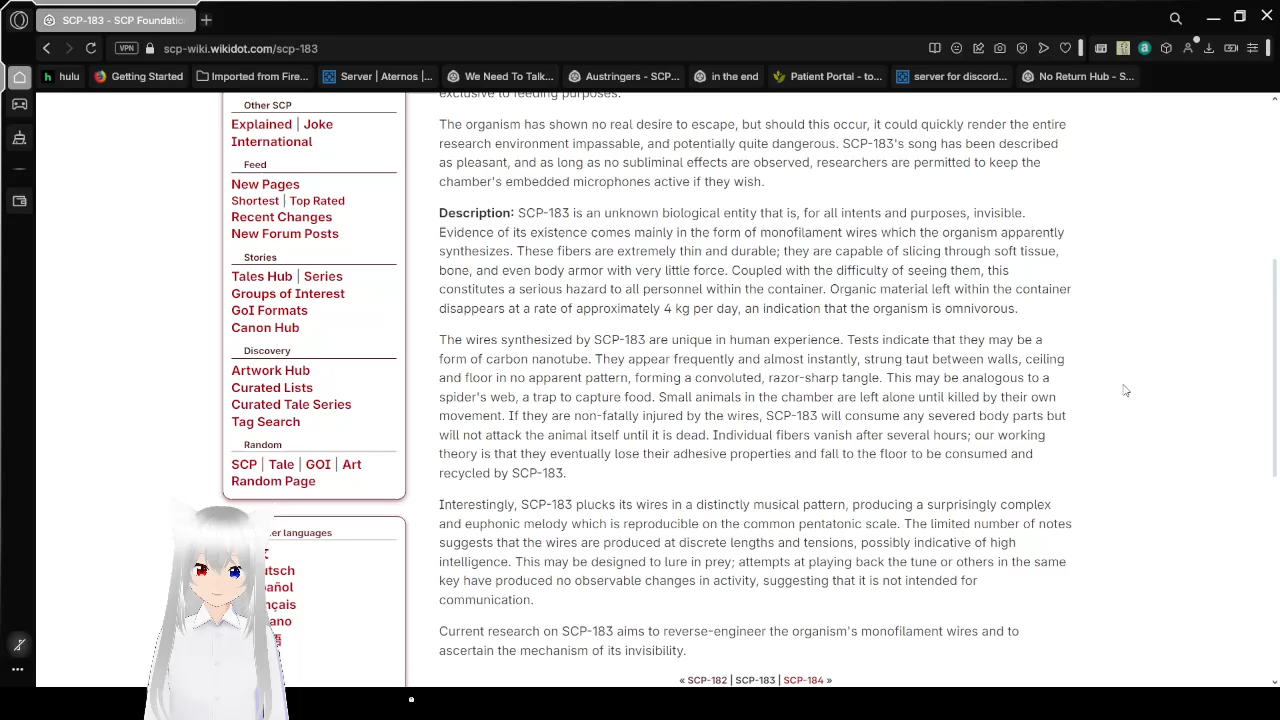 SCP-183 - SCP Foundatio
VPN scp-wiki.wikidot.com/scp-183
hulu Getting Started Imported from Fire... Server | Aternos |... We Need To Talk... Austringers - SCP... in the end Patient Portal - to... server for discord... No Return Hub - S...
Other SCP
Explained | Joke
International
Feed
New Pages
Shortest | Top Rated
Recent Changes
New Forum Posts
Stories
Tales Hub | Series
Groups of Interest
GoI Formats
Canon Hub
Discovery
Artwork Hub
Curated Lists
Curated Tale Series
Tag Search
Random
SCP | Tale | GOI | Art
Random Page
languages
utsch
pañol
nçais
ano
exclusive to feeding purposes.
The organism has shown no real desire to escape, but should this occur, it could quickly render the entire
research environment impassable, and potentially quite dangerous. SCP-183's song has been described
as pleasant, and as long as no subliminal effects are observed, researchers are permitted to keep the
chamber's embedded microphones active if they wish.
Description: SCP-183 is an unknown biological entity that is, for all intents and purposes, invisible.
Evidence of its existence comes mainly in the form of monofilament wires which the organism apparently
synthesizes. These fibers are extremely thin and durable; they are capable of slicing through soft tissue,
bone, and even body armor with very little force. Coupled with the difficulty of seeing them, this
constitutes a serious hazard to all personnel within the container. Organic material left within the container
disappears at a rate of approximately 4 kg per day, an indication that the organism is omnivorous.
The wires synthesized by SCP-183 are unique in human experience. Tests indicate that they may be a
form of carbon nanotube. They appear frequently and almost instantly, strung taut between walls, ceiling
and floor in no apparent pattern, forming a convoluted, razor-sharp tangle. This may be analogous to a
spider's web, a trap to capture food. Small animals in the chamber are left alone until killed by their own
movement. If they are non-fatally injured by the wires, SCP-183 will consume any severed body parts but
will not attack the animal itself until it is dead. Individual fibers vanish after several hours; our working
theory is that they eventually lose their adhesive properties and fall to the floor to be consumed and
recycled by SCP-183.
Interestingly, SCP-183 plucks its wires in a distinctly musical pattern, producing a surprisingly complex
and euphonic melody which is reproducible on the common pentatonic scale. The limited number of notes
suggests that the wires are produced at discrete lengths and tensions, possibly indicative of high
intelligence. This may be designed to lure in prey; attempts at playing back the tune or others in the same
key have produced no observable changes in activity, suggesting that it is not intended for
communication.
Current research on SCP-183 aims to reverse-engineer the organism's monofilament wires and to
ascertain the mechanism of its invisibility.
« SCP-182 | SCP-183 | SCP-184 »